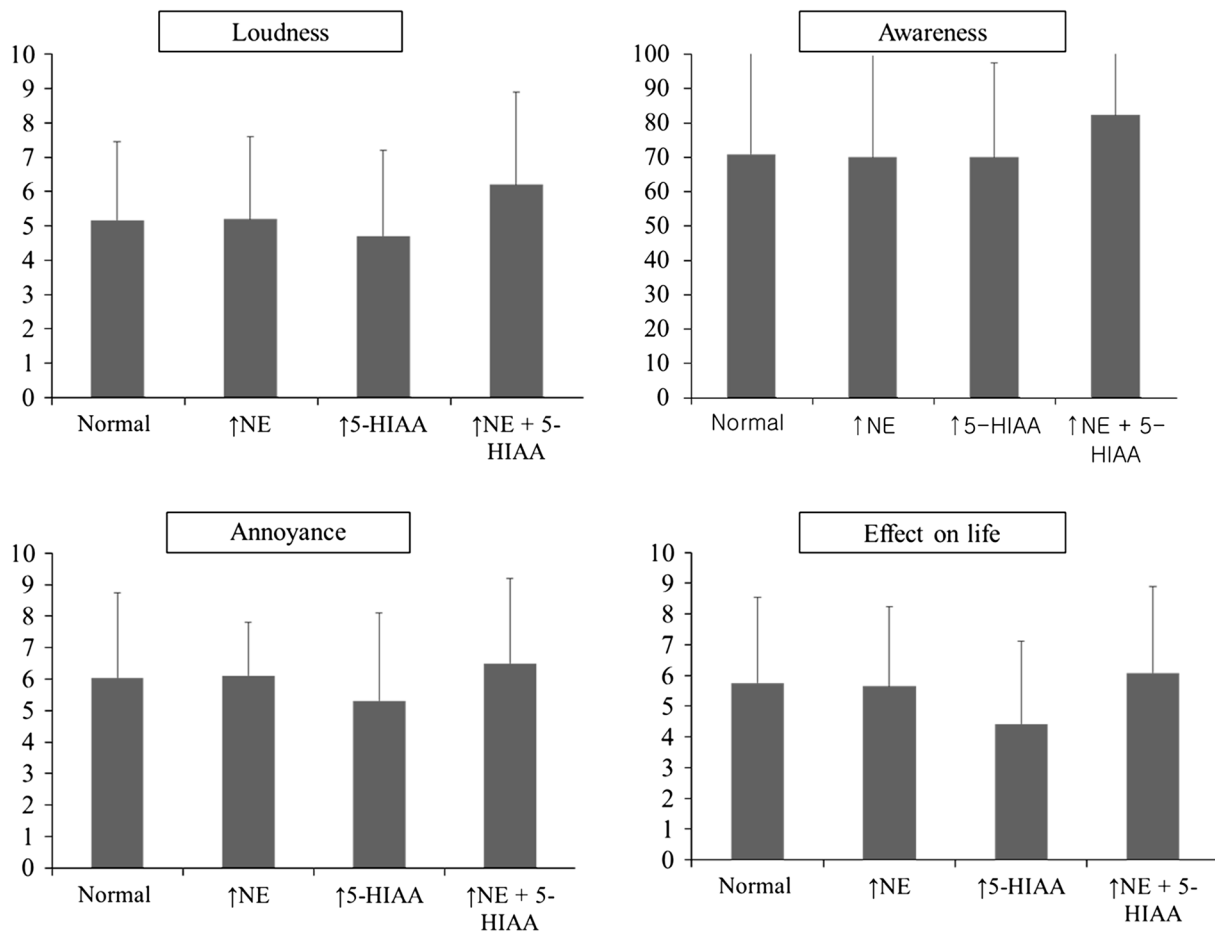 Loudness
10
9
8
7
6
5
4
3
2
1
0
Normal
↑NE
↑5-HIAA
↑NE + 5-
HIAA
Awareness
100
90
80
70
60
50
40
30
20
10
0
Normal
↑NE
↑5-HIAA
↑NE + 5-
HIAA
Annoyance
10
9
8
7
6
5
4
3
2
1
0
Normal
↑NE
↑5-HIAA
↑NE + 5-
HIAA
Effect on life
10
9
8
7
6
5
4
3
2
1
0
Normal
↑NE
↑5-HIAA
↑NE + 5-
HIAA